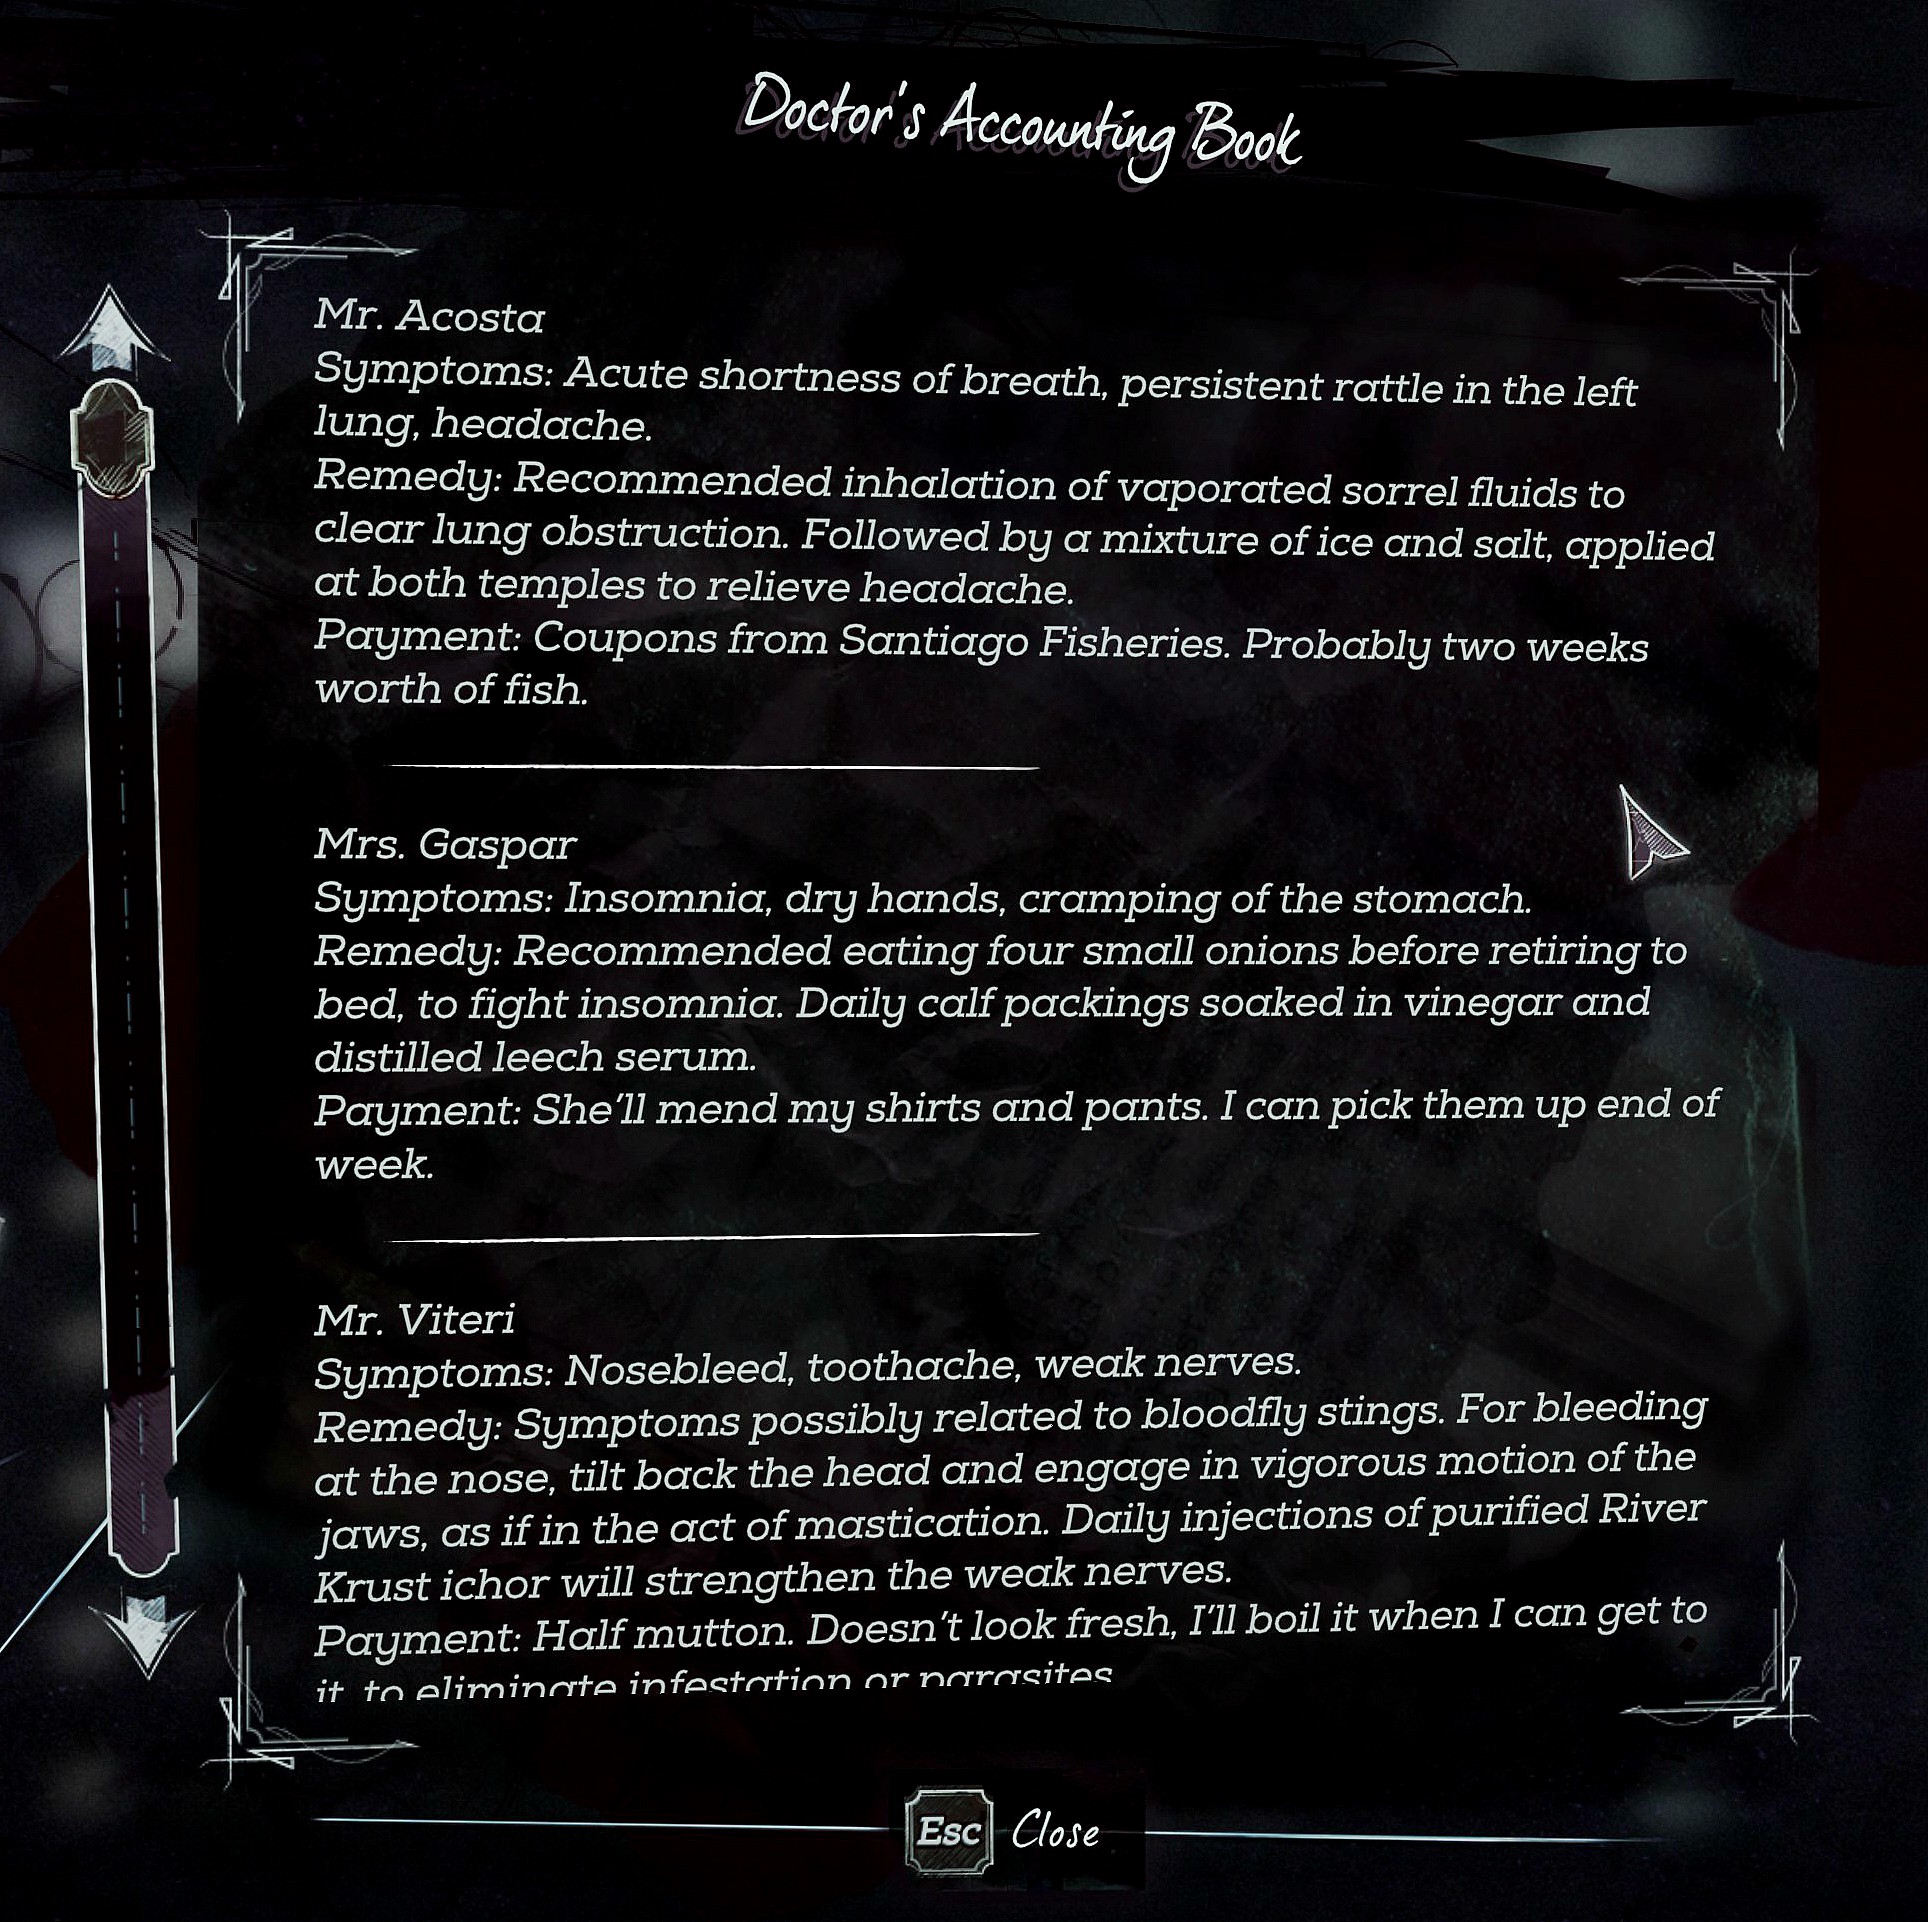 Doctor's Accounting Book
Mr. Acosta
Symptoms: Acute shortness of breath, persistent rattle in the left
lung, headache.
Remedy: Recommended inhalation of vaporated sorrel fluids to
clear lung obstruction. Followed by a mixture of ice and salt, applied
at both temples to relieve headache.
Payment: Coupons from Santiago Fisheries. Probably two weeks
worth of fish.
Mrs. Gaspar
Symptoms: Insomnia, dry hands, cramping of the stomach.
Remedy: Recommended eating four small onions before retiring to
bed, to fight insomnia. Daily calf packings soaked in vinegar and
distilled leech serum.
Payment: She'll mend my shirts and pants. I can pick them up end of
week.
Mr. Viteri
Symptoms: Nosebleed, toothache, weak nerves.
Remedy: Symptoms possibly related to bloodfly stings. For bleeding
at the nose, tilt back the head and engage in vigorous motion of the
jaws, as if in the act of mastication. Daily injections of purified River
Krust ichor will strengthen the weak nerves.
Payment: Half mutton. Doesn't look fresh, I'll boil it when I can get to
it, to eliminate infestation or parasites
Esc Close